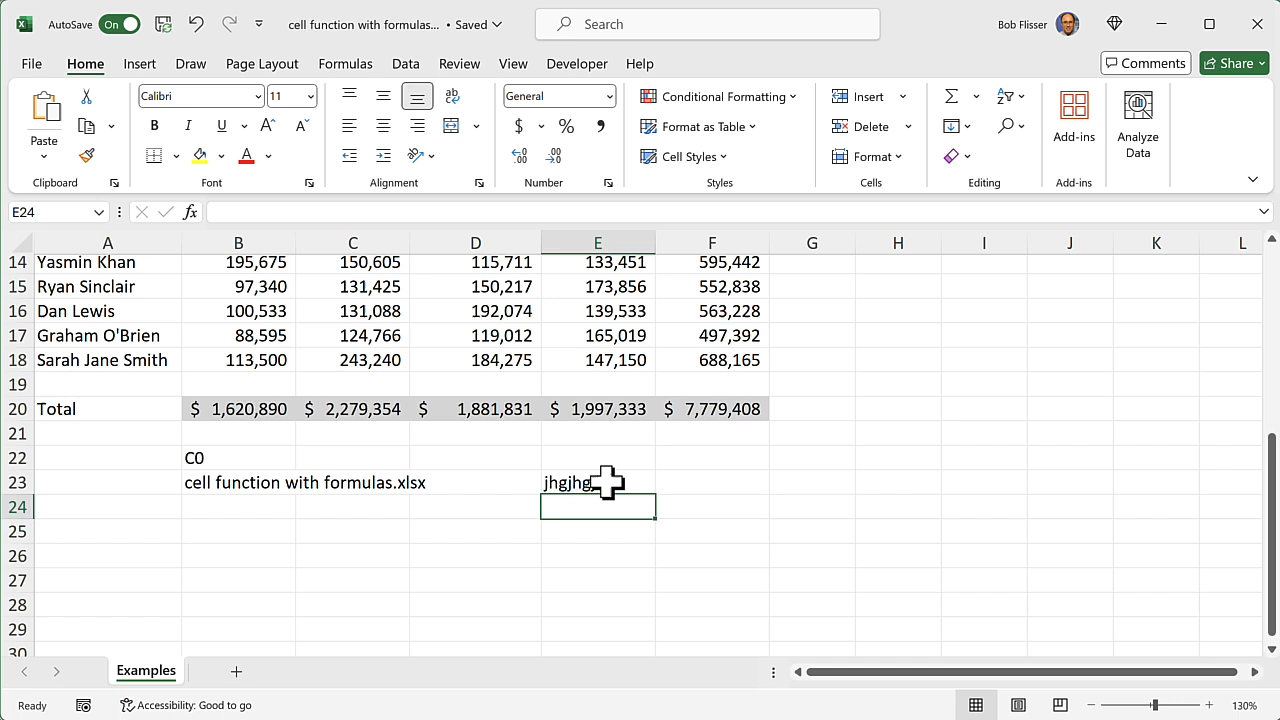 AutoSave On cell function with formulas... • Saved Search Bob Flisser
File Home Insert Draw Page Layout Formulas Data Review View Developer Help Comments Share
Paste
Clipboard
Calibri 11
B I U A A
A
Font
ab
Alignment
General
$ % ,
Number
Conditional Formatting
Format as Table
Cell Styles
Styles
Insert
Delete
Format
Cells
Editing
Add-ins
Add-ins
Analyze
Data
E24 fx
A B C D E F G H I J K L
14 Yasmin Khan 195,675 150,605 115,711 133,451 595,442
15 Ryan Sinclair 97,340 131,425 150,217 173,856 552,838
16 Dan Lewis 100,533 131,088 192,074 139,533 563,228
17 Graham O'Brien 88,595 124,766 119,012 165,019 497,392
18 Sarah Jane Smith 113,500 243,240 184,275 147,150 688,165
19
20 Total $ 1,620,890 $ 2,279,354 $ 1,881,831 $ 1,997,333 $ 7,779,408
21
22 C0
23 cell function with formulas.xlsx
24
25
26
27
28
29
30
Examples
Ready Accessibility: Good to go 130%